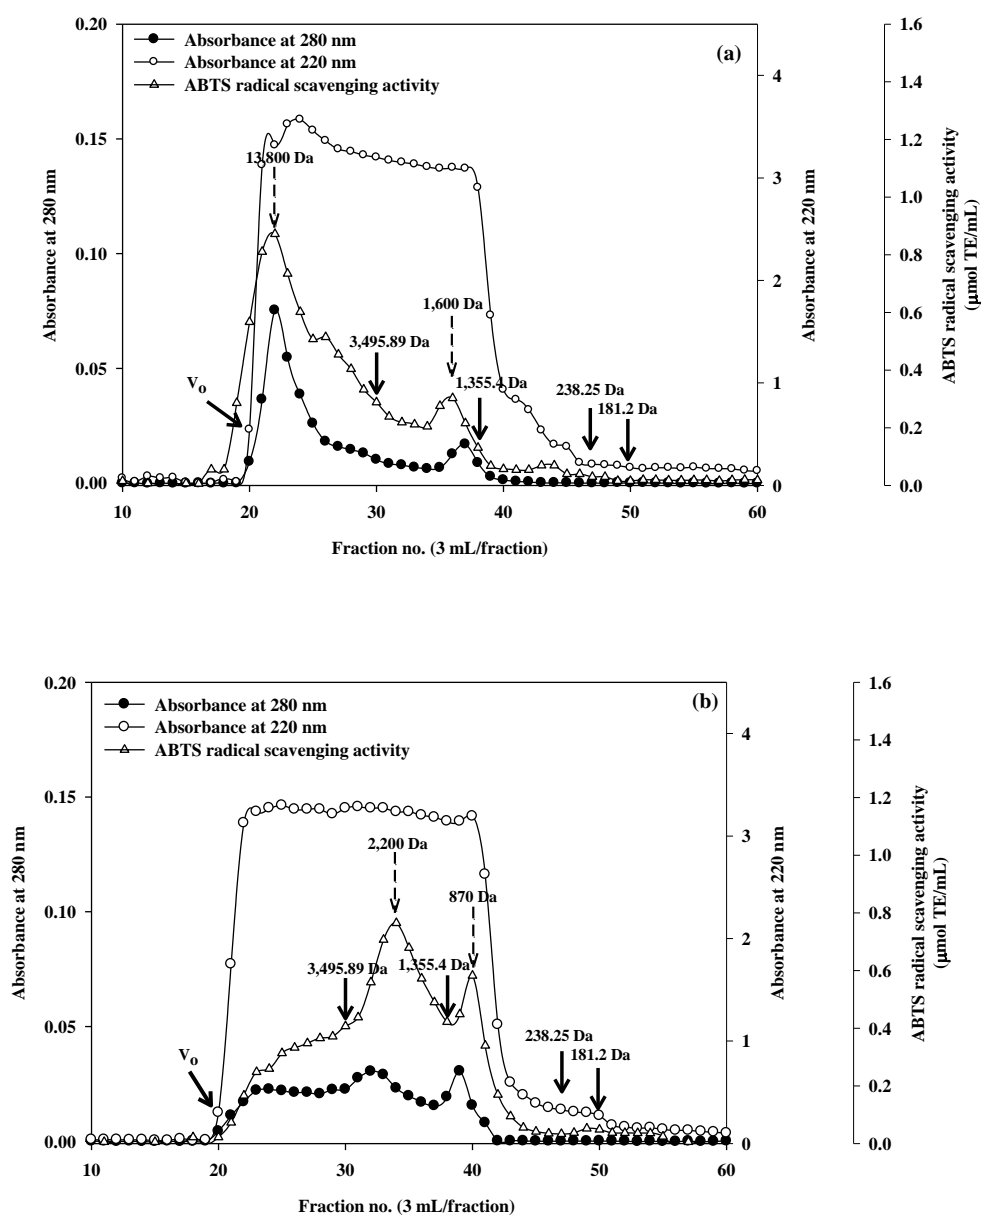 Absorbance at 280 nm
Absorbance at 220 nm
ABTS radical scavenging activity
(a)
0.20
0.15
0.10
0.05
0.00
Absorbance at 280 nm
4
3
2
1
0
Absorbance at 220 nm
1.6
1.4
1.2
1.0
0.8
0.6
0.4
0.2
0.0
ABTS radical scavenging activity
(µmol TE/mL)
13,800 Da
1,600 Da
3,495.89 Da
1,355.4 Da
238.25 Da
181.2 Da
Vo
10 20 30 40 50 60
Fraction no. (3 mL/fraction)
Absorbance at 280 nm
Absorbance at 220 nm
ABTS radical scavenging activity
(b)
0.20
0.15
0.10
0.05
0.00
Absorbance at 280 nm
4
3
2
1
0
Absorbance at 220 nm
1.6
1.4
1.2
1.0
0.8
0.6
0.4
0.2
0.0
ABTS radical scavenging activity
(µmol TE/mL)
2,200 Da
870 Da
3,495.89 Da
1,355.4 Da
238.25 Da
181.2 Da
Vo
10 20 30 40 50 60
Fraction no. (3 mL/fraction)